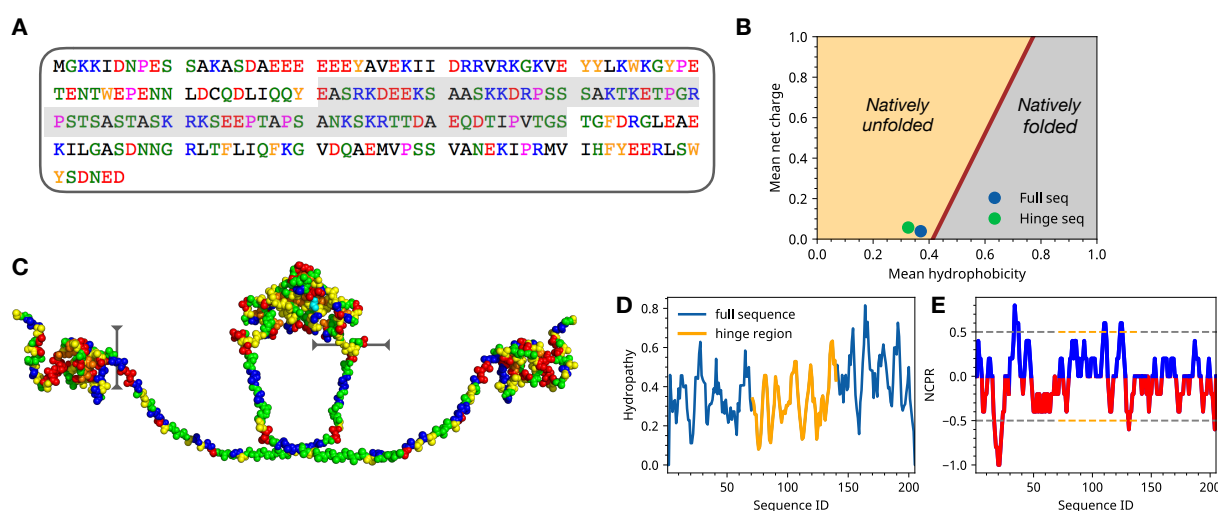 A
MGKKIDNPES SAKASDAEEE EEEYAVEKII DRRVRKGKVE YYLKWKGYPE
TENTWEPENN LDCQDLIQQY EASRKDEEKS AASKKDRPSS SAKTKETPGR
PSTSASTASK RKSEEPTAPS ANKSKRTTDA EQDTIPVTGS TGFDRGLEAE
KILGASDNNG RLTFLIQFKG VDQAEMVPSS VANEKIPRMV IHFYEERLSW
YSDNED
B
1.0
0.8
0.6
0.4
0.2
0.0
Mean net charge
Natively
unfolded
Natively
folded
Full seq
Hinge seq
0.0 0.2 0.4 0.6 0.8 1.0
Mean hydrophobicity
C
D
0.8
0.6
0.4
0.2
0.0
Hydropathy
full sequence
hinge region
50 100 150 200
Sequence ID
E
0.5
0.0
−0.5
−1.0
NCPR
50 100 150 200
Sequence ID